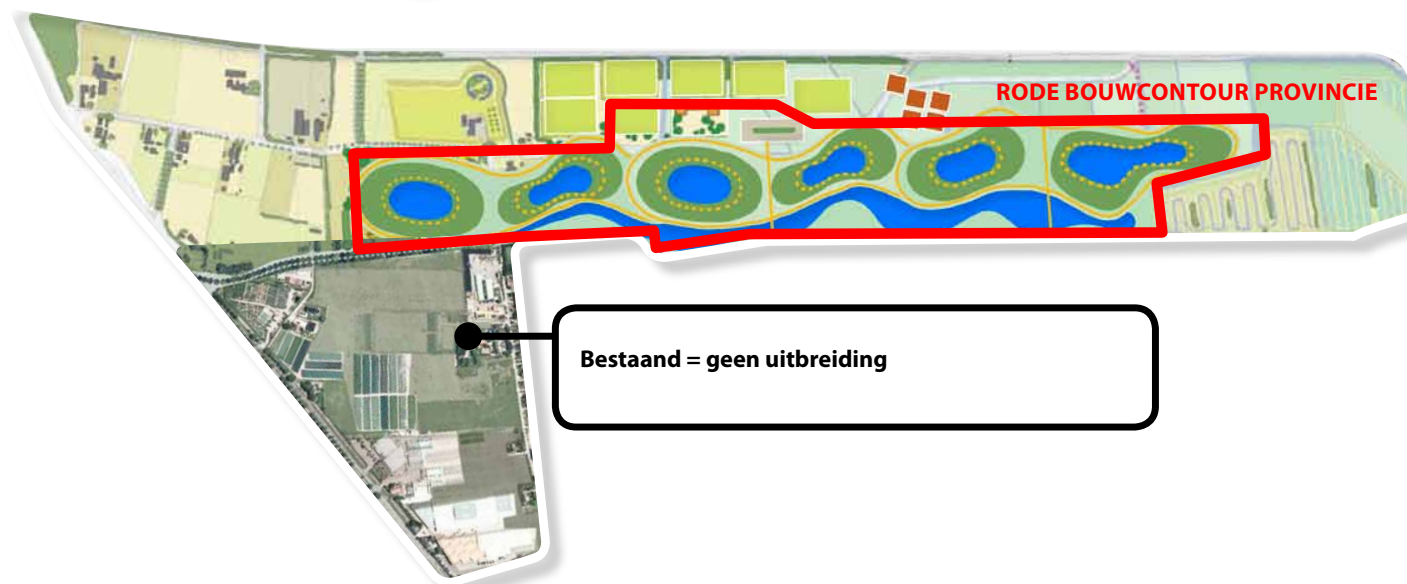 RODE BOUWCONTOUR PROVINCIE
Bestaand = geen uitbreiding